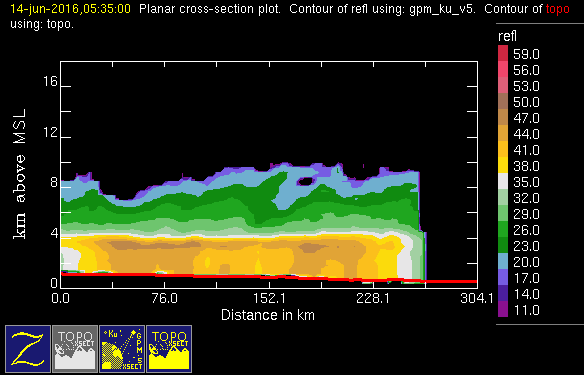 14-jun-2016,05:35:00 Planar cross-section plot. Contour of refl using: gpm_ku_v5. Contour of topo
using: topo.
refl
59.0
56.0
53.0
50.0
47.0
44.0
41.0
38.0
35.0
32.0
29.0
26.0
23.0
20.0
17.0
14.0
11.0
16
12
8
4
0
km above MSL
0.0 76.0 152.1 228.1 304.1
Distance in km
Z
TOPO
XSECT
"Ku"
GPM
XSECT
TOPO
XSECT